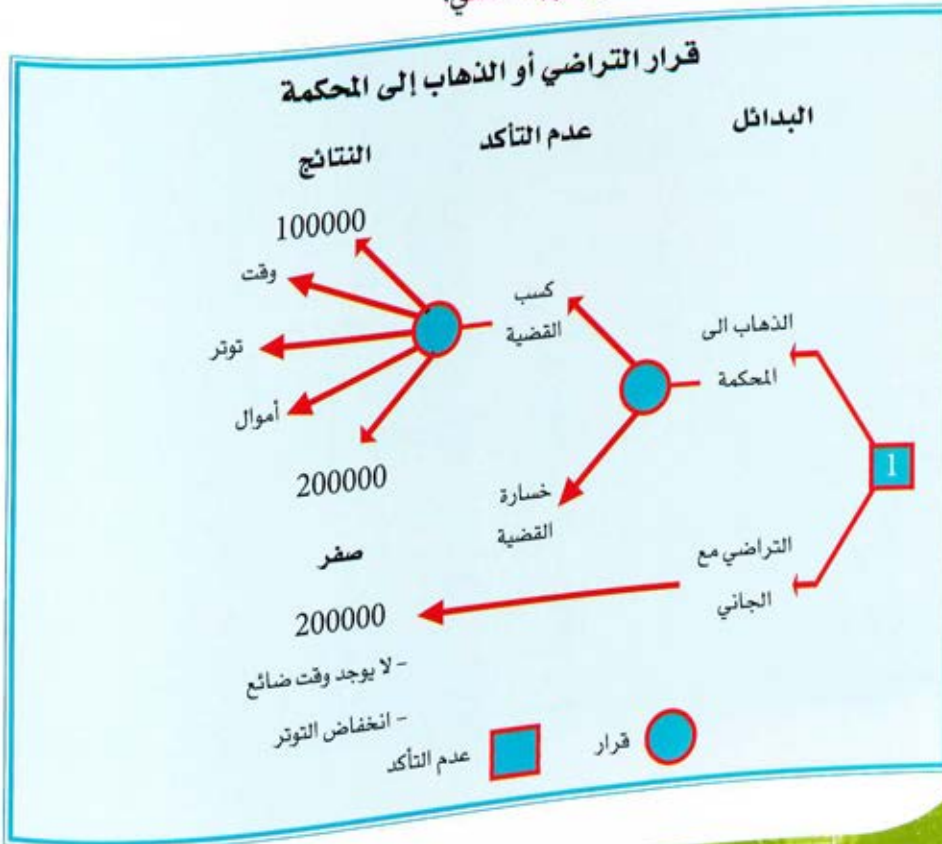 قرار التراضي أو الذهاب إلى المحكمة
البدائل
عدم التأكد
النتائج
100000
وقت
توتر
أموال
200000
كسب
القضية
الذهاب الى
المحكمة
1
خسارة
القضية
صفر
التراضي مع
الجاني
200000
- لا يوجد وقت ضائع
- انخفاض التوتر
قرار
عدم التأكد